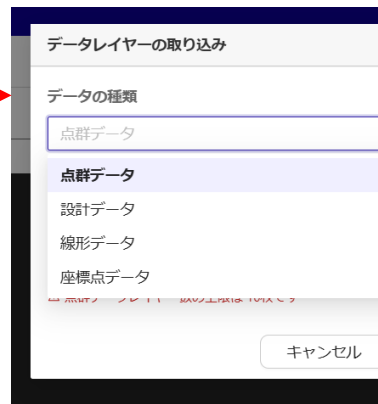 データレイヤーの取り込み
データの種類
点群データ
点群データ
設計データ
線形データ
座標点データ
キャンセル